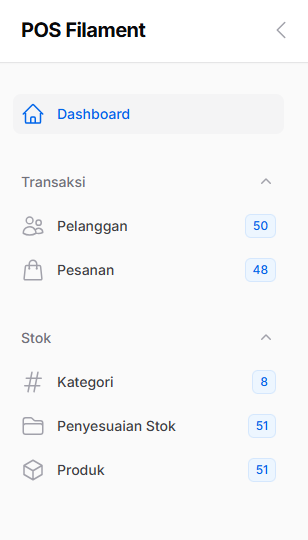 POS Filament
Dashboard
Transaksi
Pelanggan 50
Pesanan 48
Stok
Kategori 8
Penyesuaian Stok 51
Produk 51